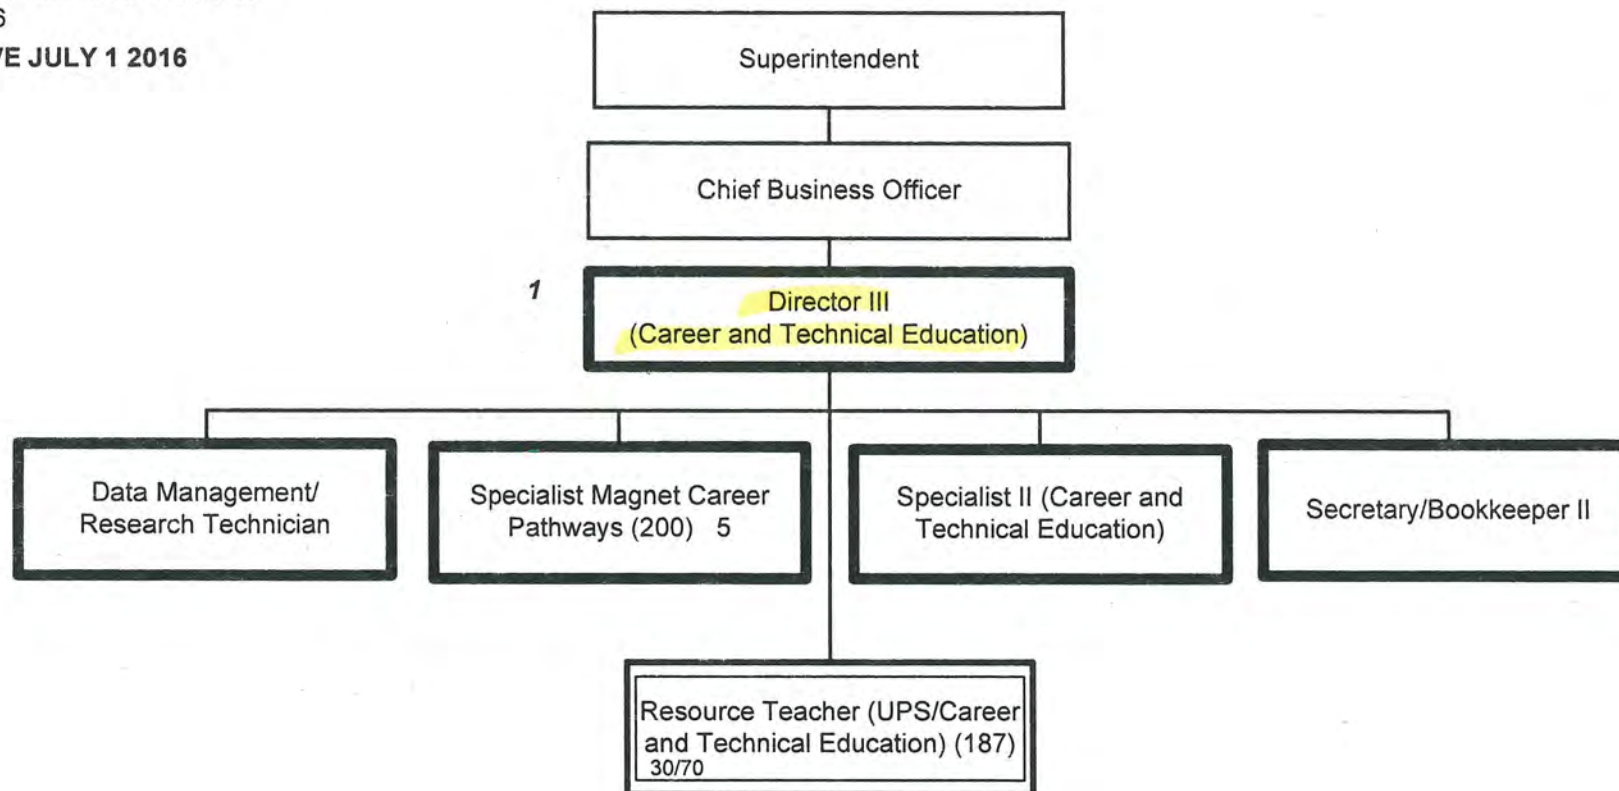 6
E JULY 1 2016
Superintendent
Chief Business Officer
1
Director III
(Career and Technical Education)
Data Management/
Research Technician
Specialist Magnet Career
Pathways (200) 5
Specialist II (Career and
Technical Education)
Secretary/Bookkeeper II
Resource Teacher (UPS/Career
and Technical Education) (187)
30/70